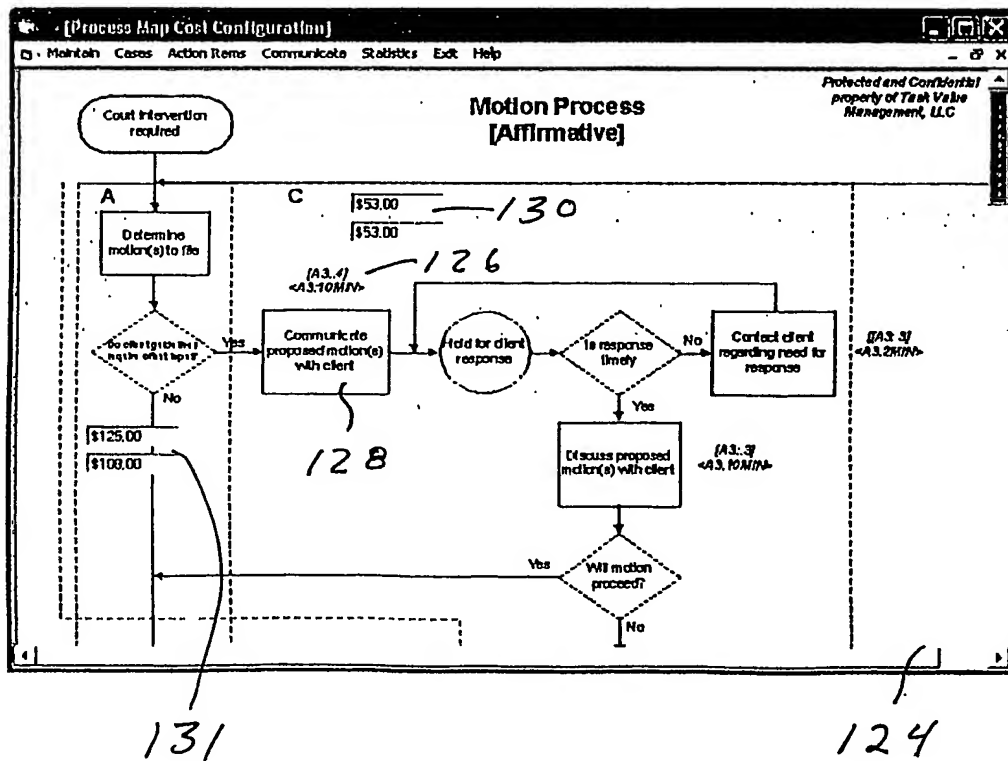 [Process Map Cost Configuration]
Maintain Cases Action Items Communicate Statistics Exit Help
Protected and Confidential
property of Task Value
Management, LLC
Motion Process
[Affirmative]
Court intervention
required
A
C
$53.00
130
$53.00
Determine
motion(s) to file
[A3:.4]
<A3:10MIN>
126
Yes
Communicate
proposed motion(s)
with client
Hold for client
response
Is response
timely
No
Contact client
regarding need for
response
[[A3: 3]
<A3.2MIN>
No
Yes
$125.00
$100.00
128
Discuss proposed
motion(s) with client
[A3:.3]
<A3.10MIN>
Yes
Will motion
proceed?
No
131
124